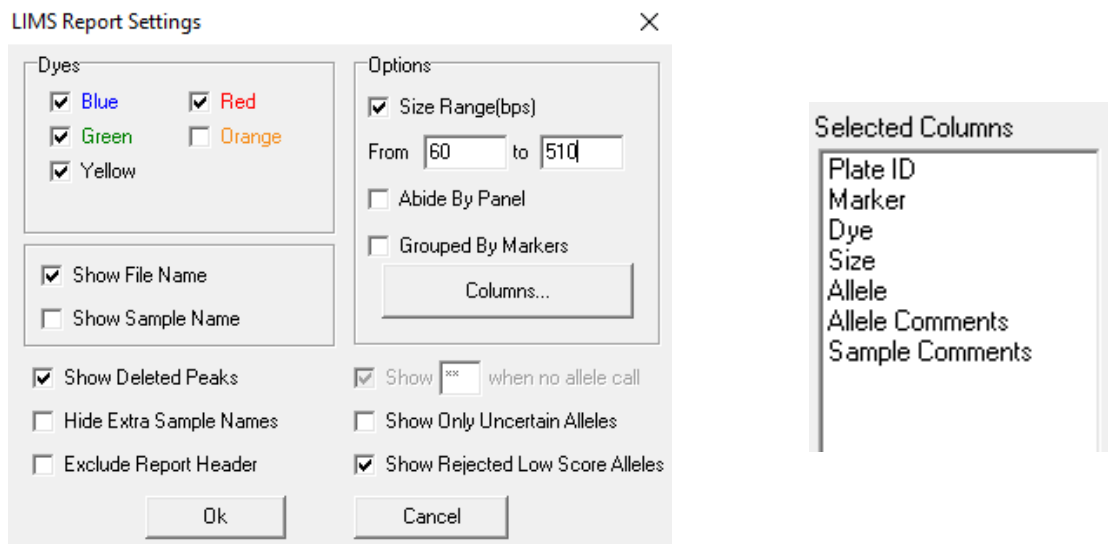 LIMS Report Settings
Dyes
Blue
Red
Green
Orange
Yellow
Show File Name
Show Sample Name
Show Deleted Peaks
Hide Extra Sample Names
Exclude Report Header
Options
Size Range(bps)
From 60 to 510
Abide By Panel
Grouped By Markers
Columns...
Show ** when no allele call
Show Only Uncertain Alleles
Show Rejected Low Score Alleles
Ok
Cancel
Selected Columns
Plate ID
Marker
Dye
Size
Allele
Allele Comments
Sample Comments